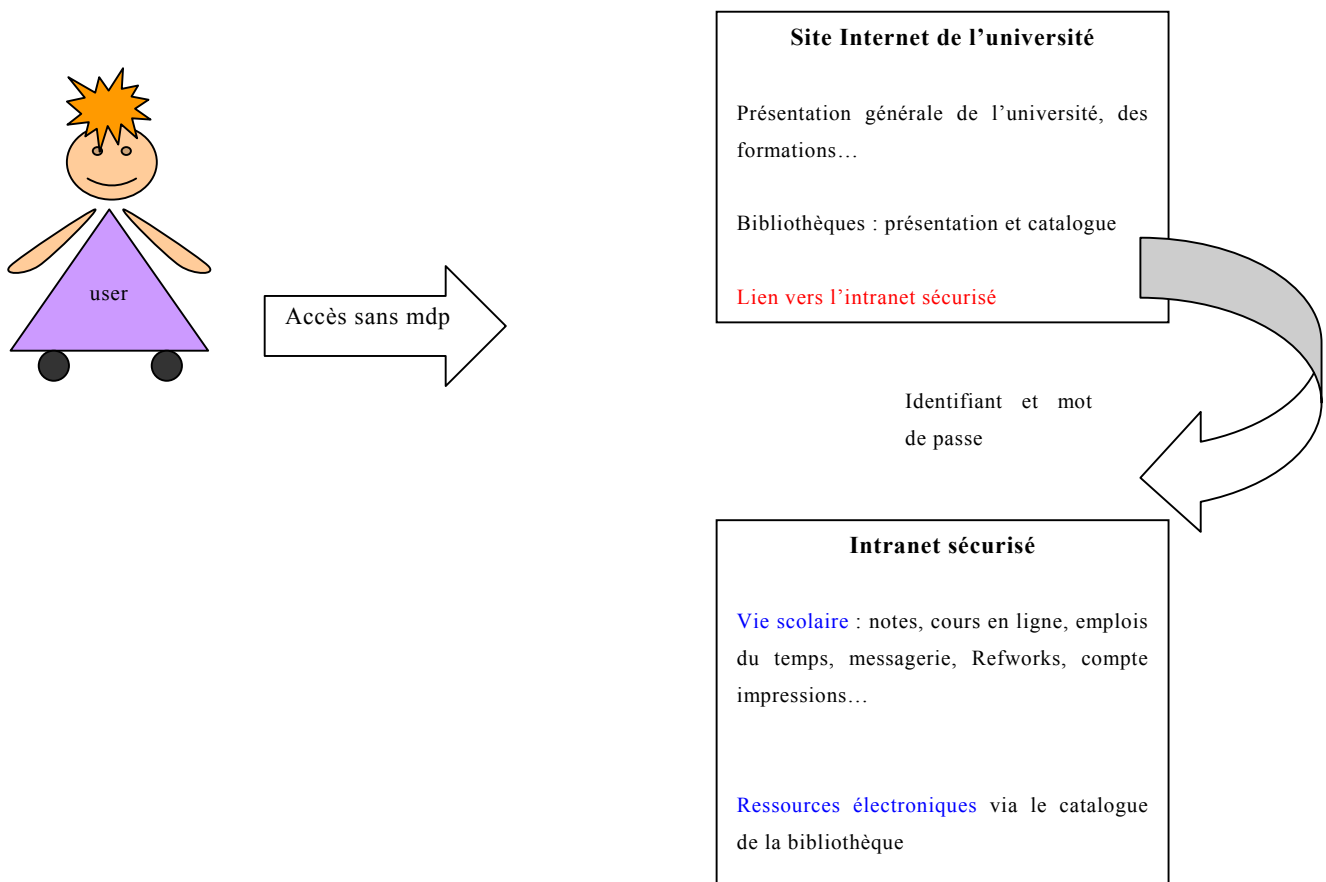 Site Internet de l’université
Présentation générale de l’université, des
formations…
Bibliothèques : présentation et catalogue
Lien vers l’intranet sécurisé
user
Accès sans mdp
Identifiant et mot
de passe
Intranet sécurisé
Vie scolaire : notes, cours en ligne, emplois
du temps, messagerie, Refworks, compte
impressions…
Ressources électroniques via le catalogue
de la bibliothèque